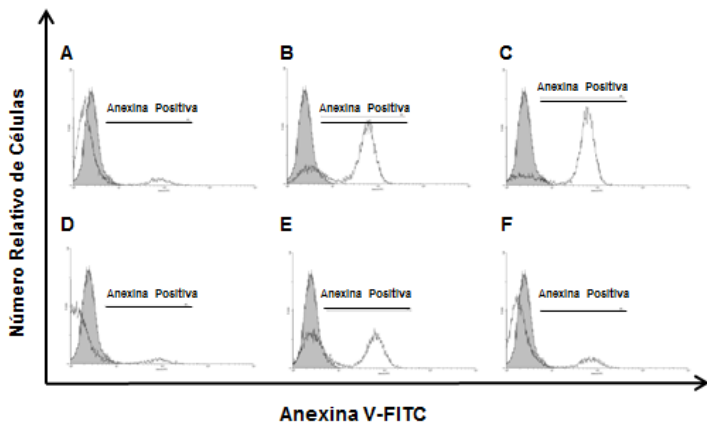 Número Relativo de Células
A
Anexina Positiva
B
Anexina Positiva
C
Anexina Positiva
D
Anexina Positiva
E
Anexina Positiva
F
Anexina Positiva
Anexina V-FITC